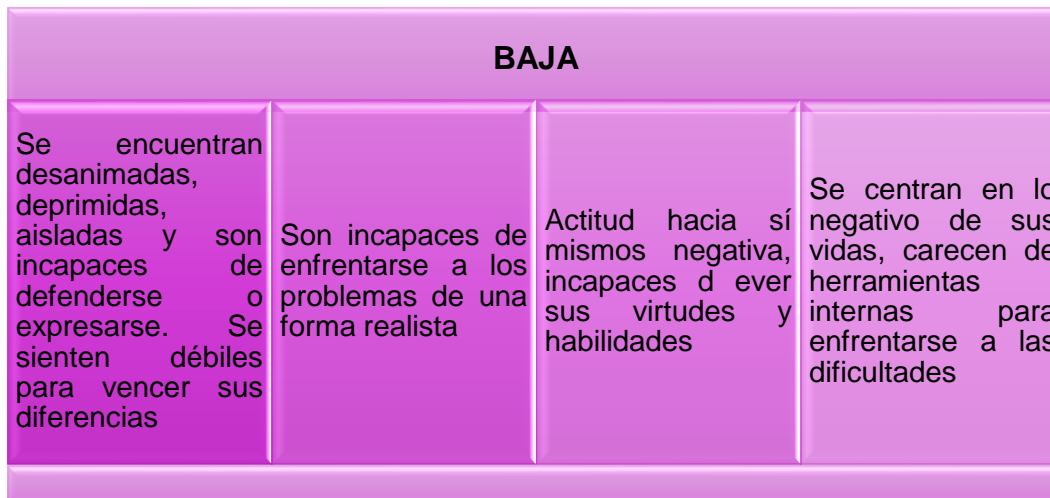 BAJA
Se encuentran
desanimadas,
deprimidas,
aisladas y son
incapaces de
defenderse o
expresarse. Se
sienten débiles
para vencer sus
diferencias
Son incapaces de
enfrentarse a los
problemas de una
forma realista
Actitud hacia sí
mismos negativa,
incapaces d ever
sus virtudes y
habilidades
Se centran en lo
negativo de sus
vidas, carecen de
herramientas
internas para
enfrentarse a las
dificultades